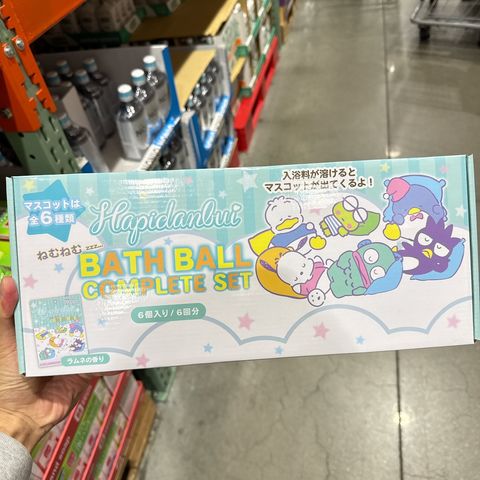 マスコットは
全6種類
Hapidanbui
ねむねむ zzz...
BATH BALL
COMPLETE SET
6個入り/6回分
ラムネの香り
入浴料が溶けると
マスコットが出てくるよ!